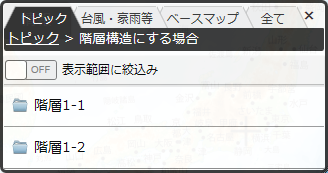 トピック 台風・豪雨等 ベースマップ 全て ×
トピック > 階層構造にする場合
OFF 表示範囲に絞込み
階層1-1
階層1-2